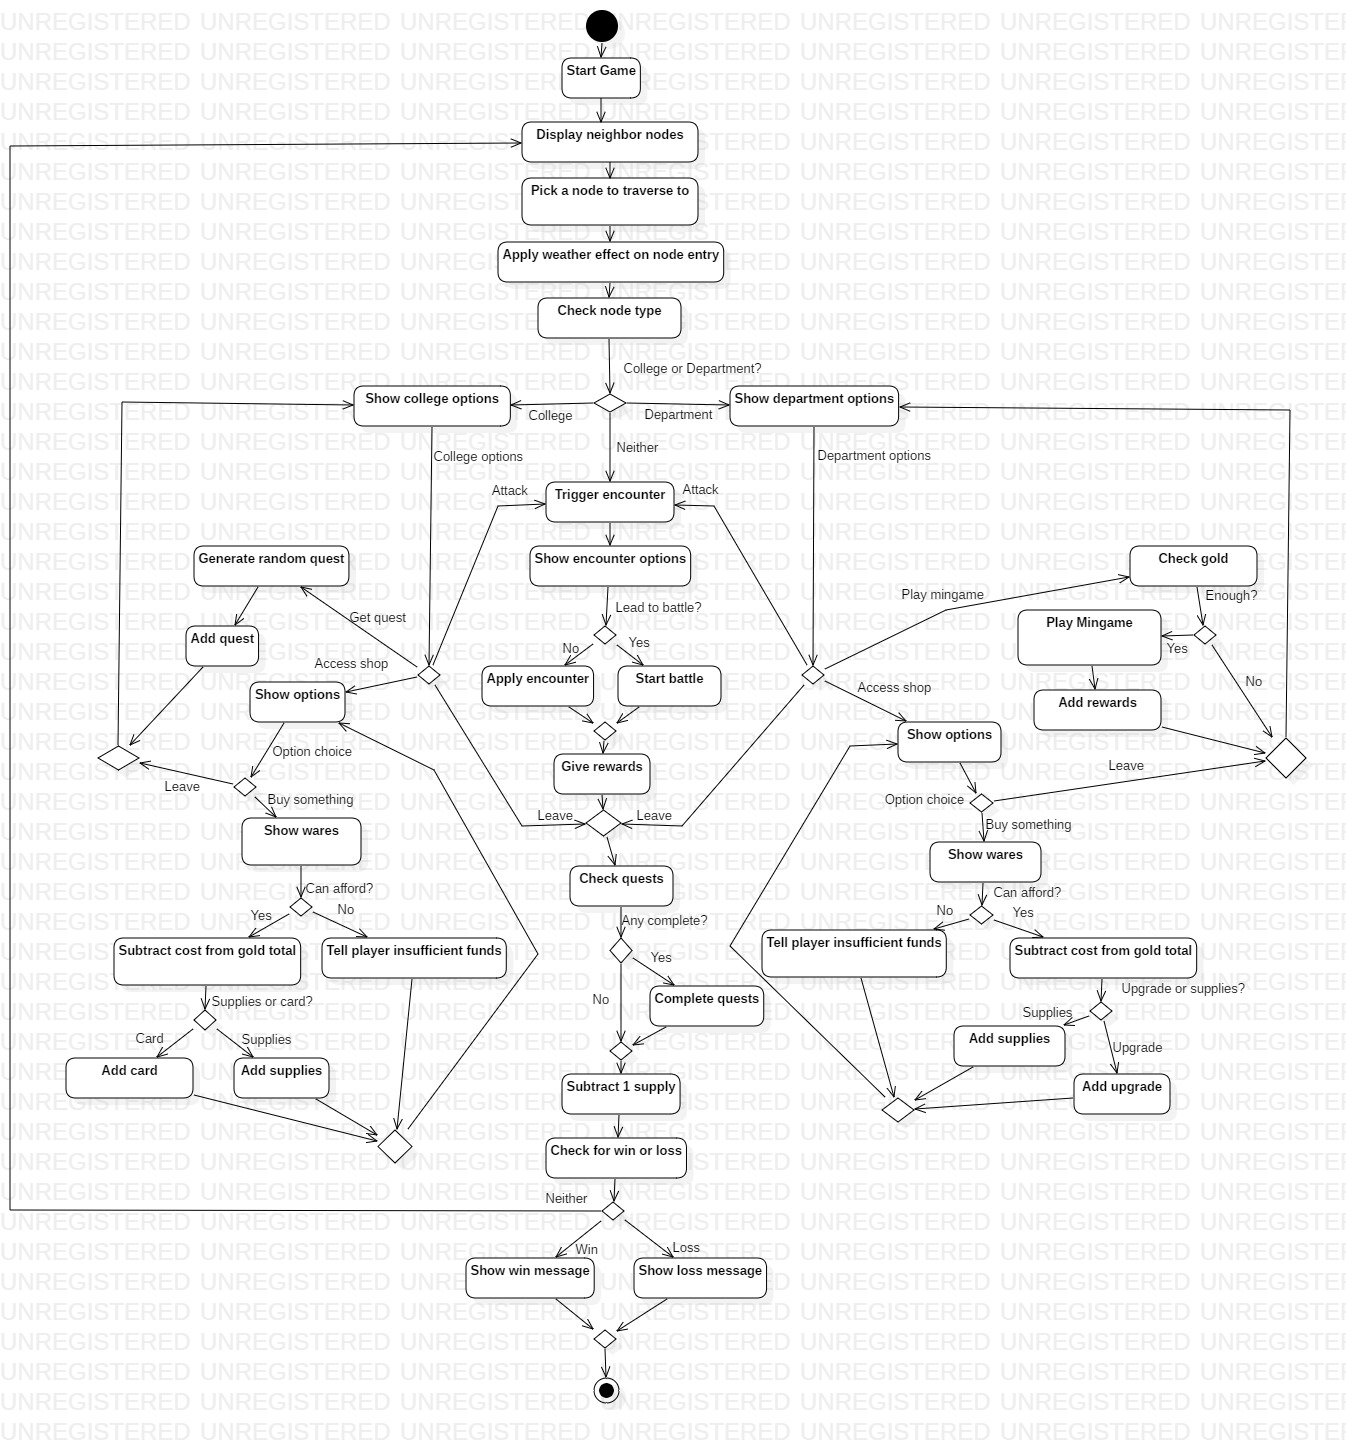 Start Game
Display neighbor nodes
Pick a node to traverse to
Apply weather effect on node entry
Check node type
College or Department?
Show college options
College
Department
Show department options
Neither
College options
Department options
Attack
Trigger encounter
Attack
Generate random quest
Show encounter options
Check gold
Play mingame
Enough?
Get quest
Lead to battle?
Play Mingame
Add quest
No
Yes
Yes
Access shop
Apply encounter
Start battle
Access shop
No
Show options
Add rewards
Show options
Option choice
Give rewards
Leave
Leave
Buy something
Option choice
Leave
Leave
Buy something
Show wares
Show wares
Check quests
Can afford?
Can afford?
Yes
No
Any complete?
No
Yes
Subtract cost from gold total
Tell player insufficient funds
Tell player insufficient funds
Subtract cost from gold total
Yes
Supplies or card?
No
Complete quests
Upgrade or supplies?
Supplies
Card
Supplies
Add supplies
Upgrade
Add card
Add supplies
Subtract 1 supply
Add upgrade
Check for win or loss
Neither
Win
Loss
Show win message
Show loss message
UNREGISTERED